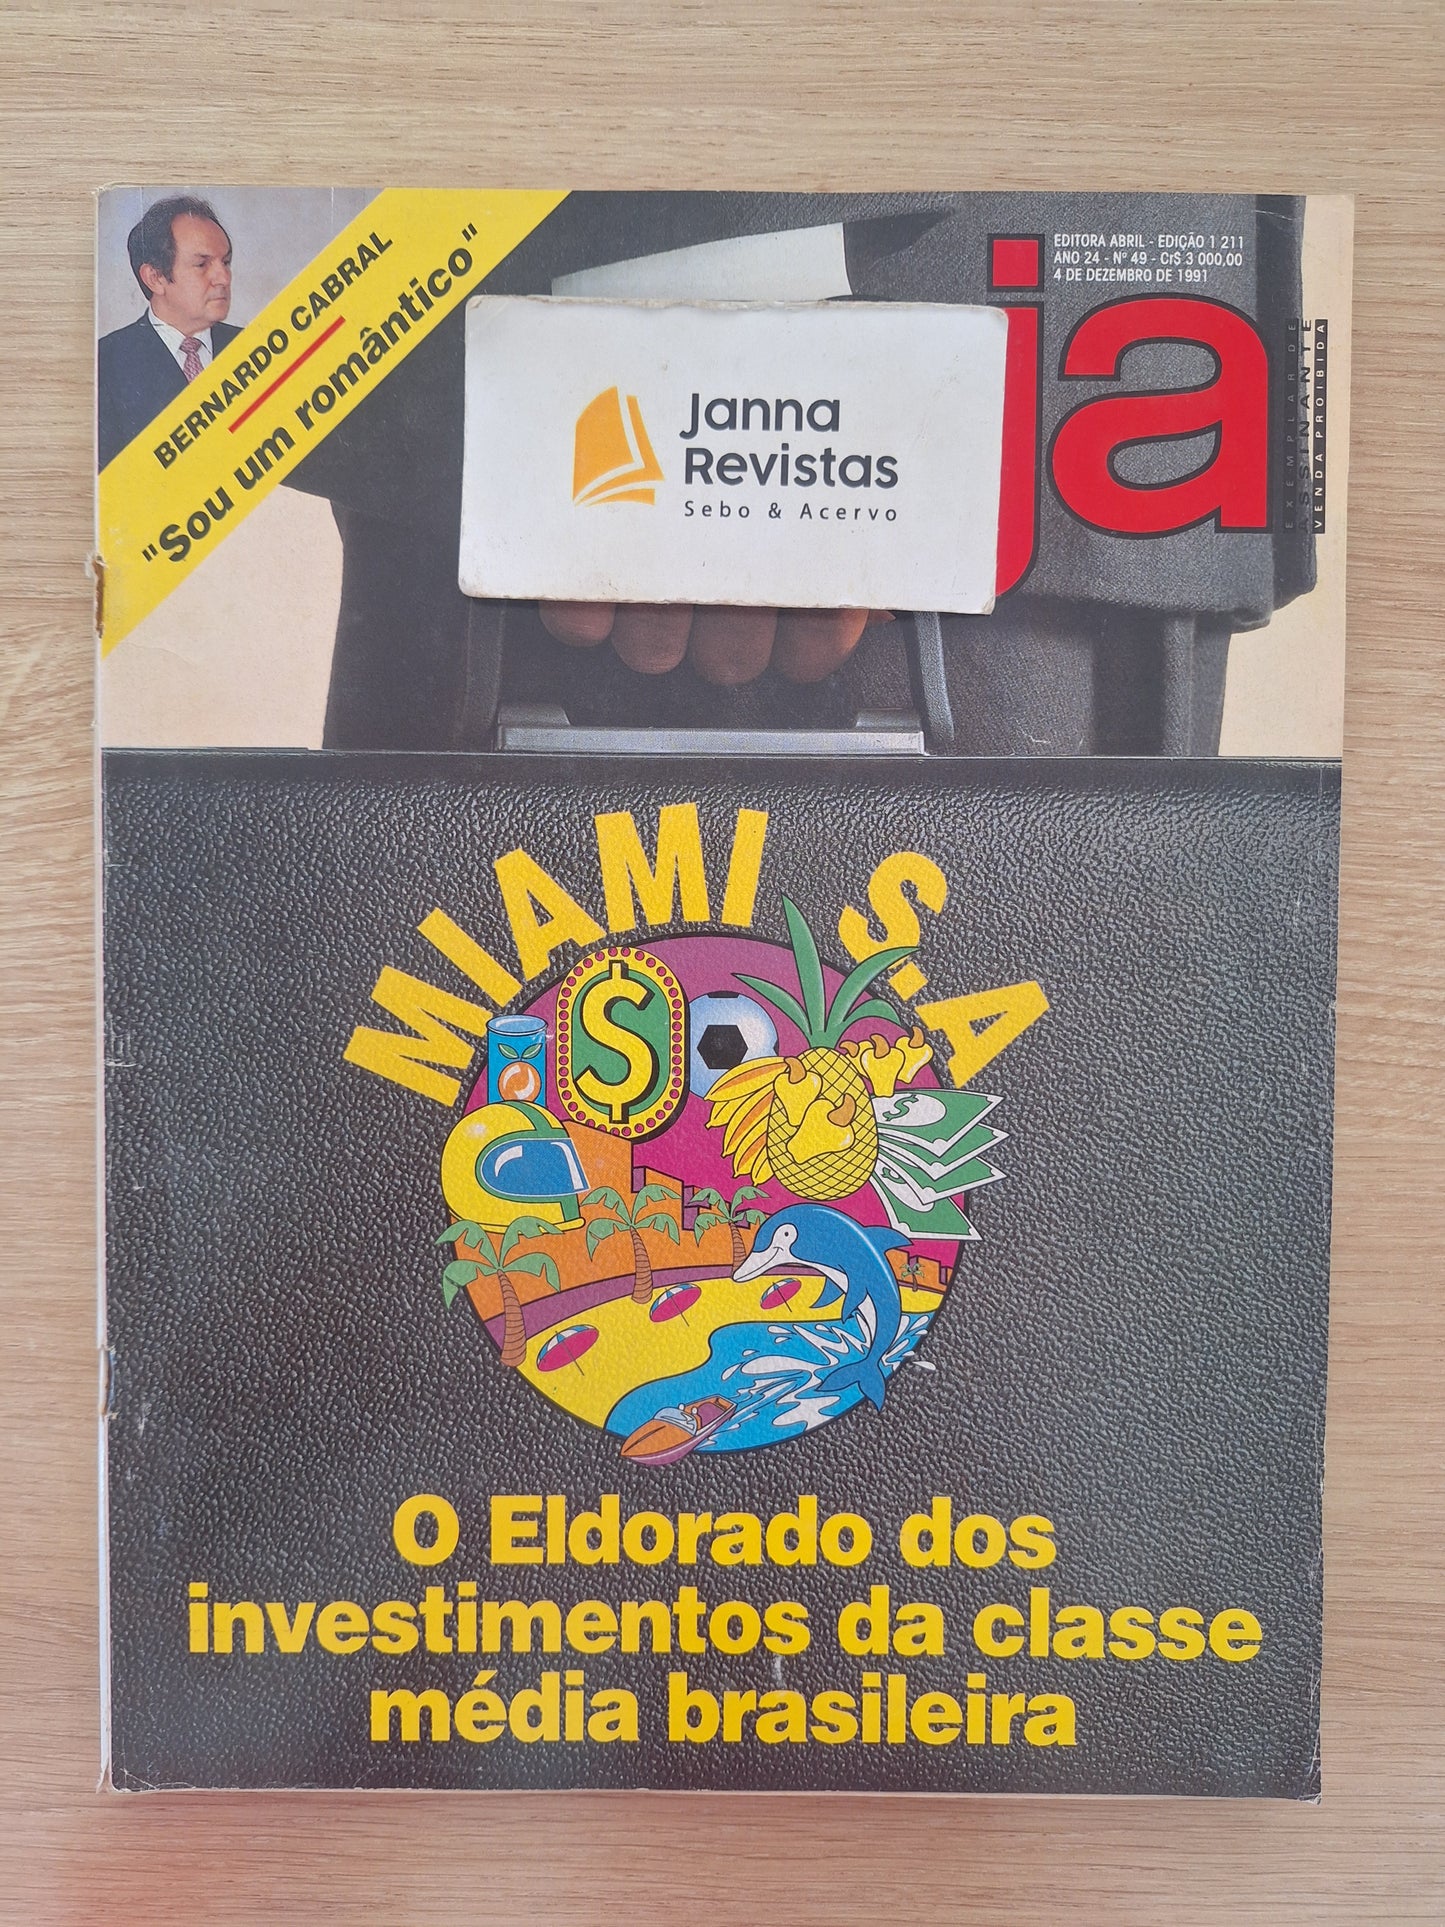 BERNARDO CABRAL
"Sou um romântico"
EDITORA ABRIL - EDIÇÃO 1 211
ANO 24 - Nº 49 - Cr$ 3 000,00
4 DE DEZEMBRO DE 1991
ja
EXEMPLAR DE
ASSINANTE
VENDA PROIBIDA
Janna
Revistas
Sebo & Acervo
MIAMI S.A
$
O Eldorado dos
investimentos da classe
média brasileira